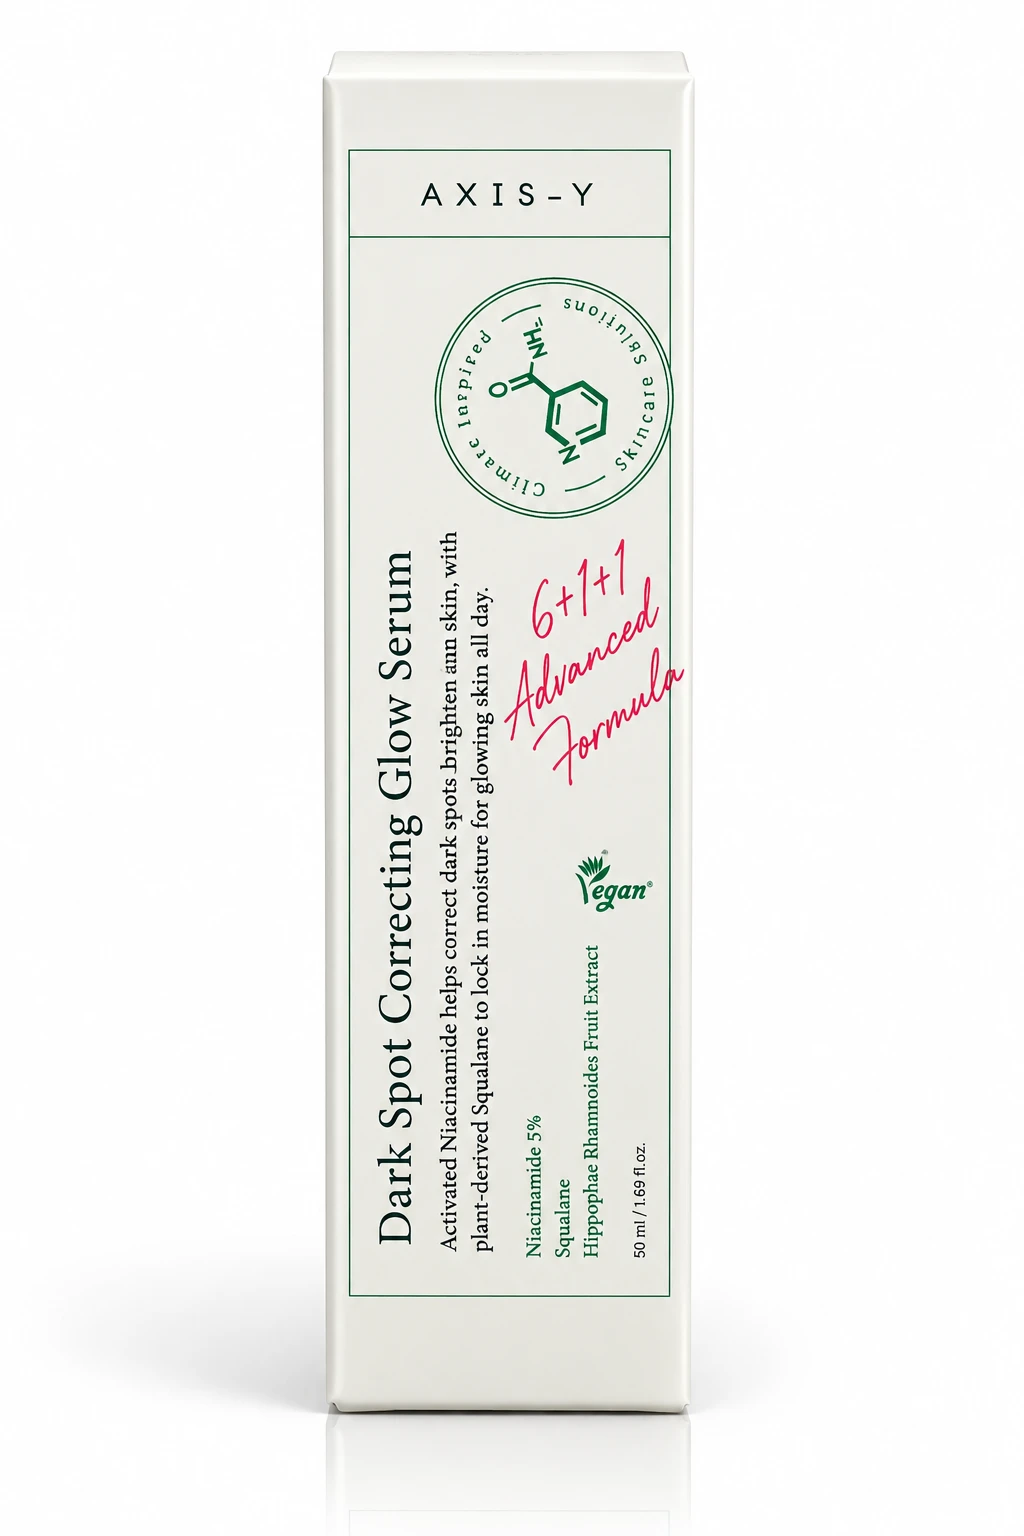 AXIS-Y
Climate Inspired
Skincare Solutions
O
HN
N
Dark Spot Correcting Glow Serum
Activated Niacinamide helps correct dark spots brighten ann skin, with
plant-derived Squalane to lock in moisture for glowing skin all day.
6+1+1
Advanced
Formula
Vegan®
Niacinamide 5%
Squalane
Hippophae Rhamnoides Fruit Extract
50 ml / 1.69 fl.oz.